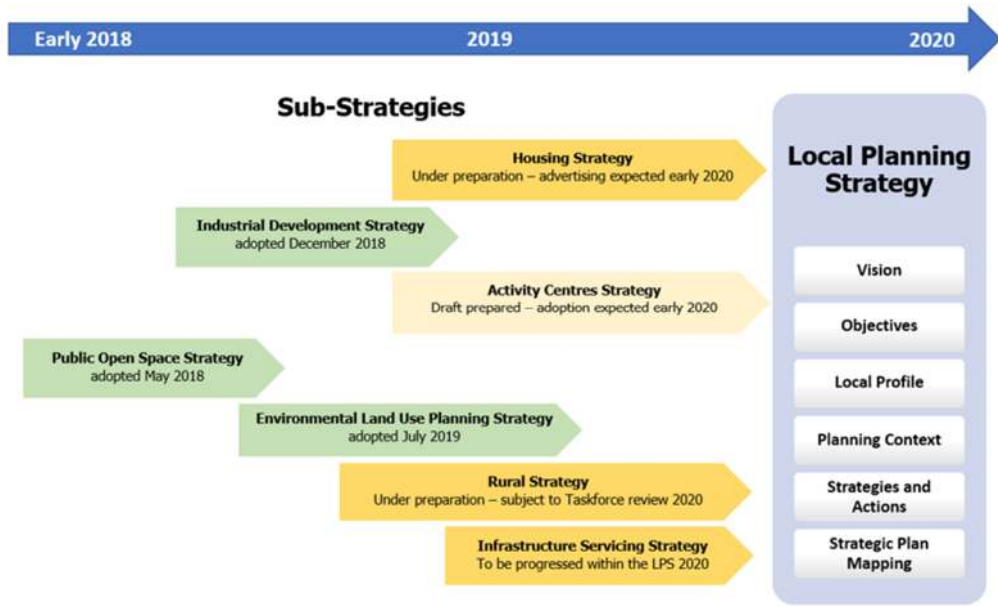 Early 2018
2019
2020
Sub-Strategies
Housing Strategy
Under preparation – advertising expected early 2020
Industrial Development Strategy
adopted December 2018
Activity Centres Strategy
Draft prepared – adoption expected early 2020
Public Open Space Strategy
adopted May 2018
Environmental Land Use Planning Strategy
adopted July 2019
Rural Strategy
Under preparation – subject to Taskforce review 2020
Infrastructure Servicing Strategy
To be progressed within the LPS 2020
Local Planning
Strategy
Vision
Objectives
Local Profile
Planning Context
Strategies and
Actions
Strategic Plan
Mapping